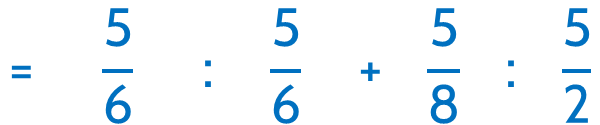 = 5/6 : 5/6 + 5/8 : 5/2